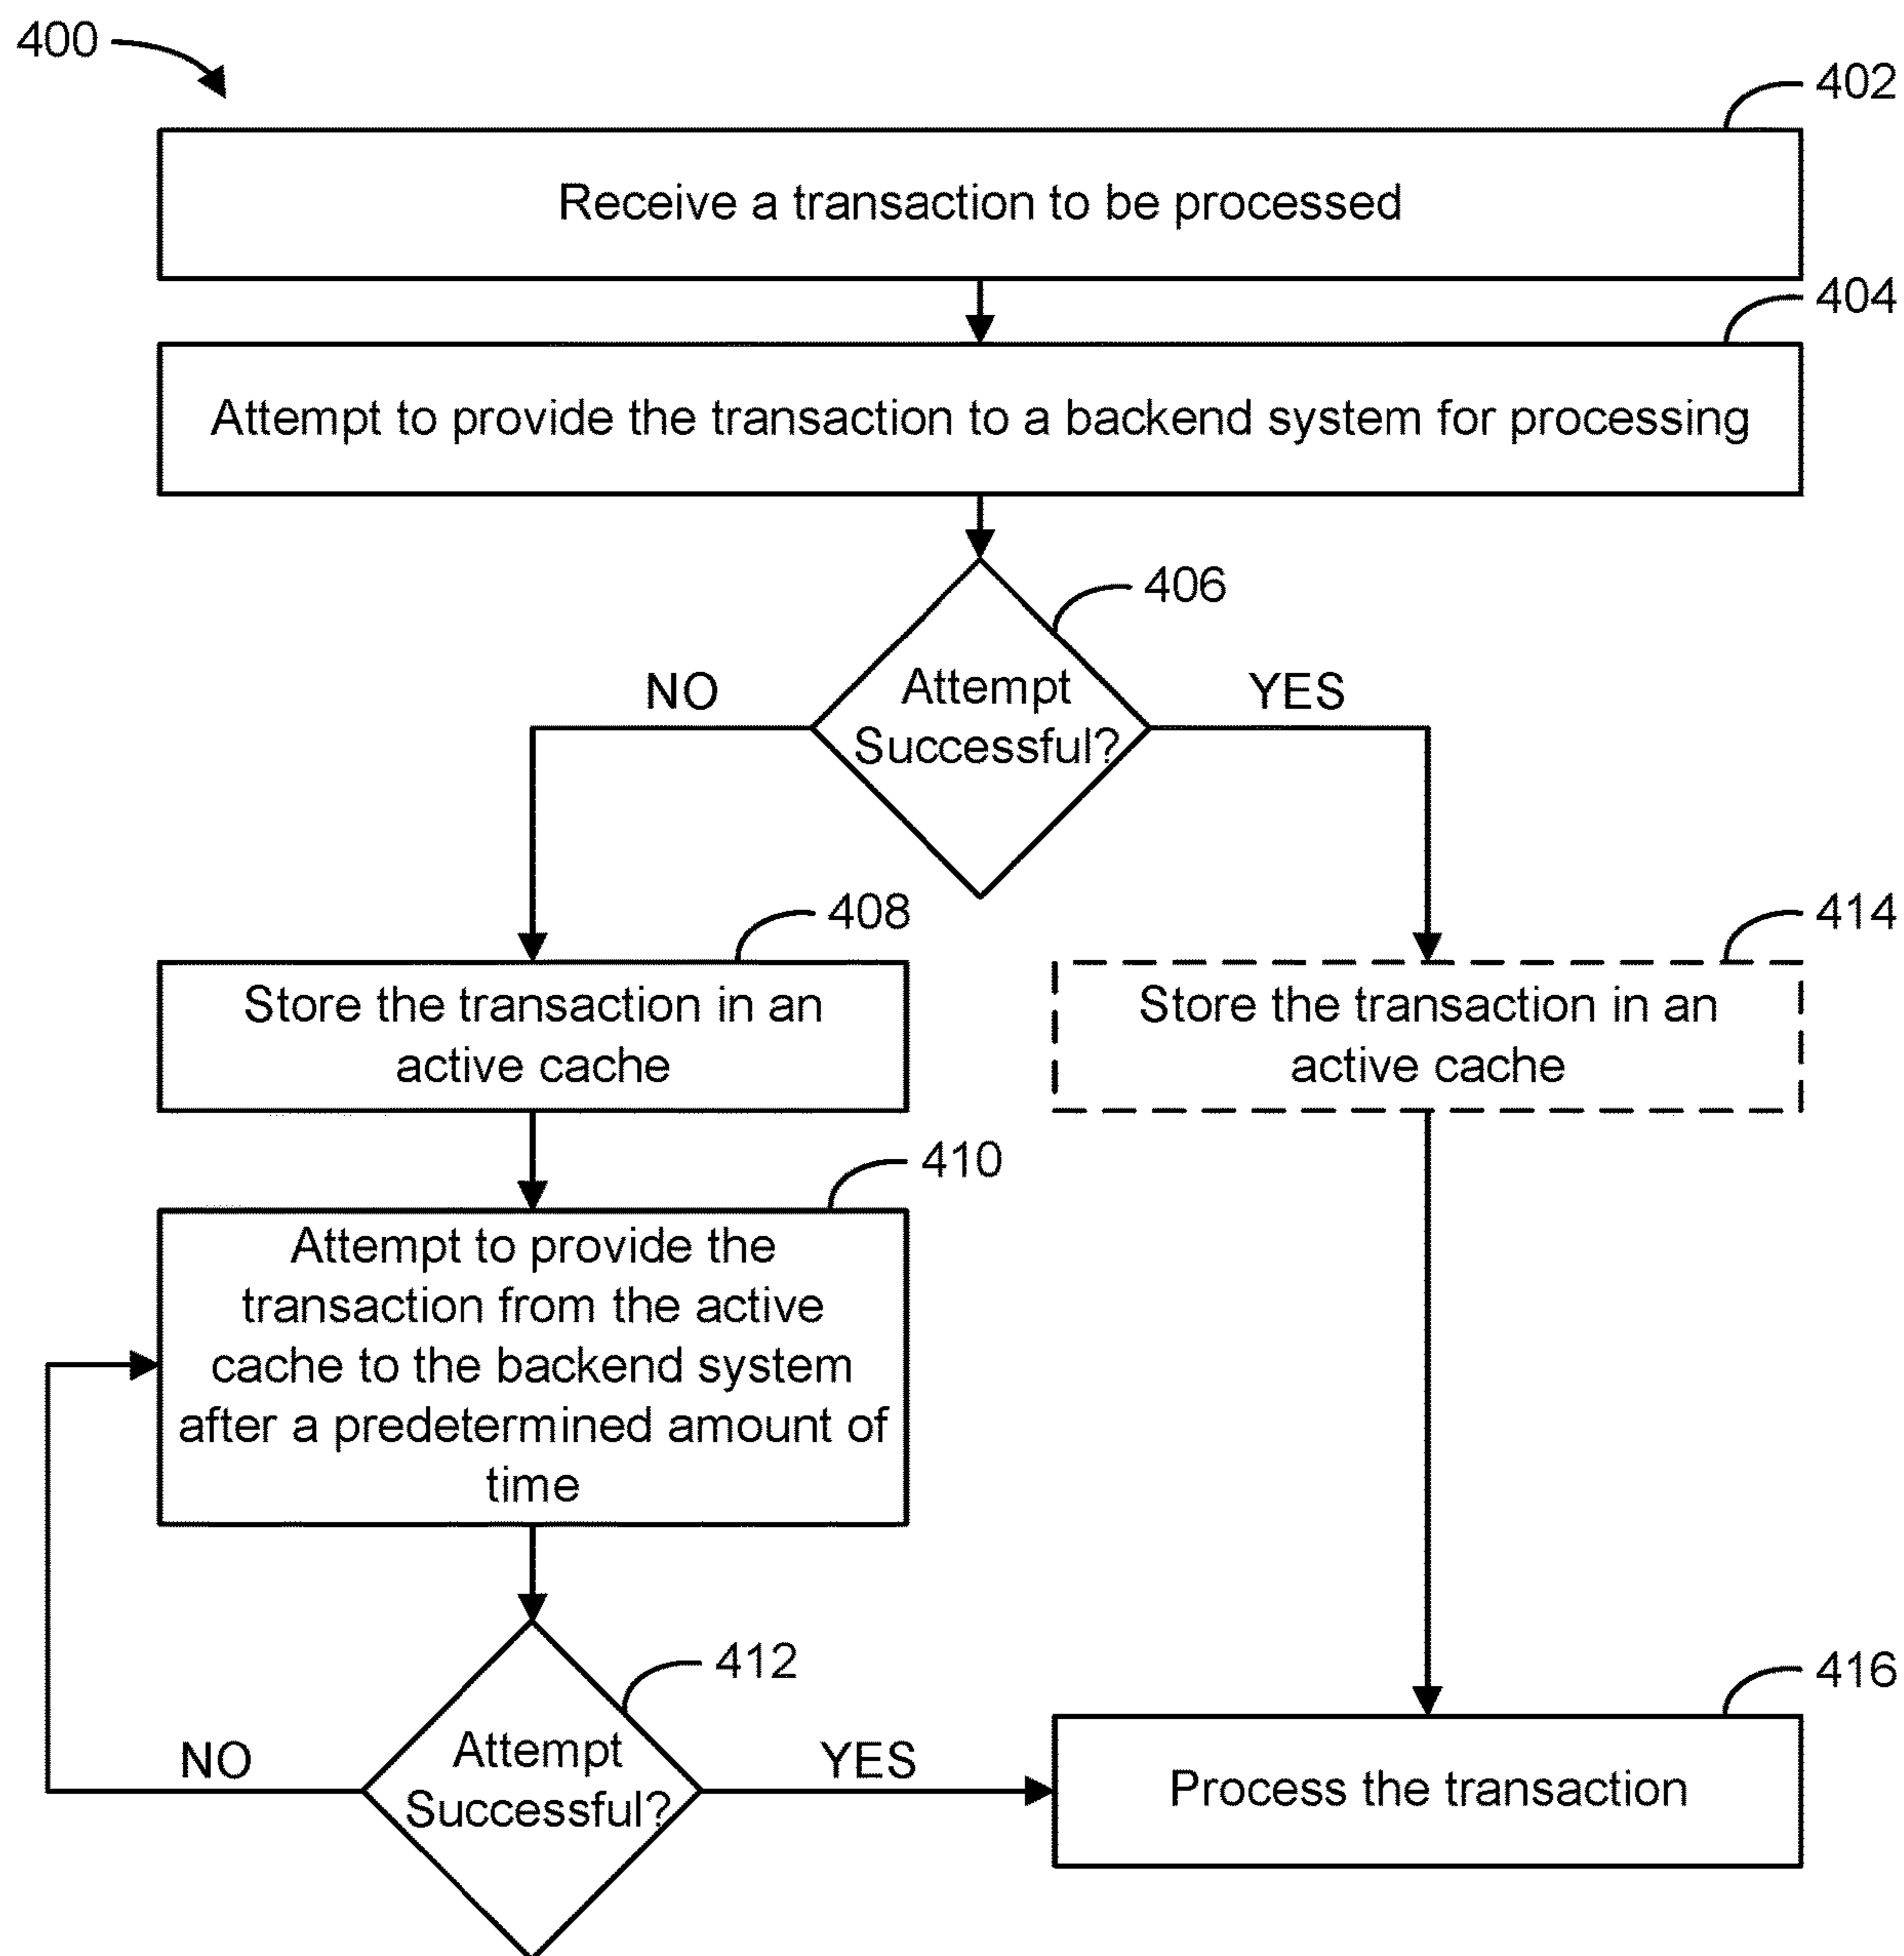 400
402
Receive a transaction to be processed
404
Attempt to provide the transaction to a backend system for processing
406
NO
Attempt
Successful?
YES
408
Store the transaction in an
active cache
414
Store the transaction in an
active cache
410
Attempt to provide the
transaction from the active
cache to the backend system
after a predetermined amount of
time
412
NO
Attempt
Successful?
YES
416
Process the transaction